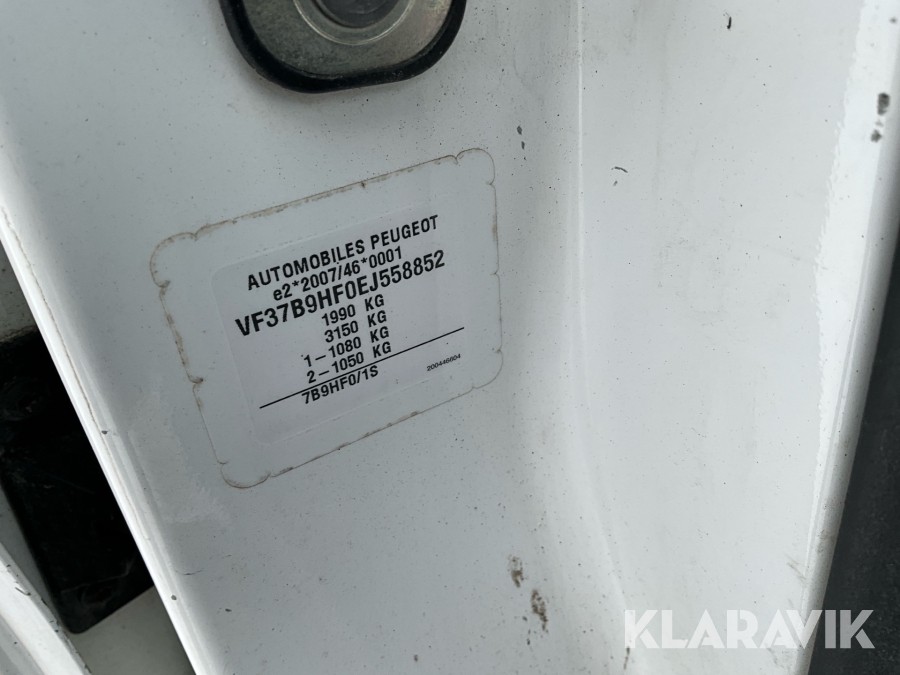 AUTOMOBILES PEUGEOT
e2*2007/46*0001
VF37B9HF0EJ558852
1990 KG
3150 KG
1-1080 KG
2-1050 KG
7B9HF0/1S
200446604
KLARAVIK